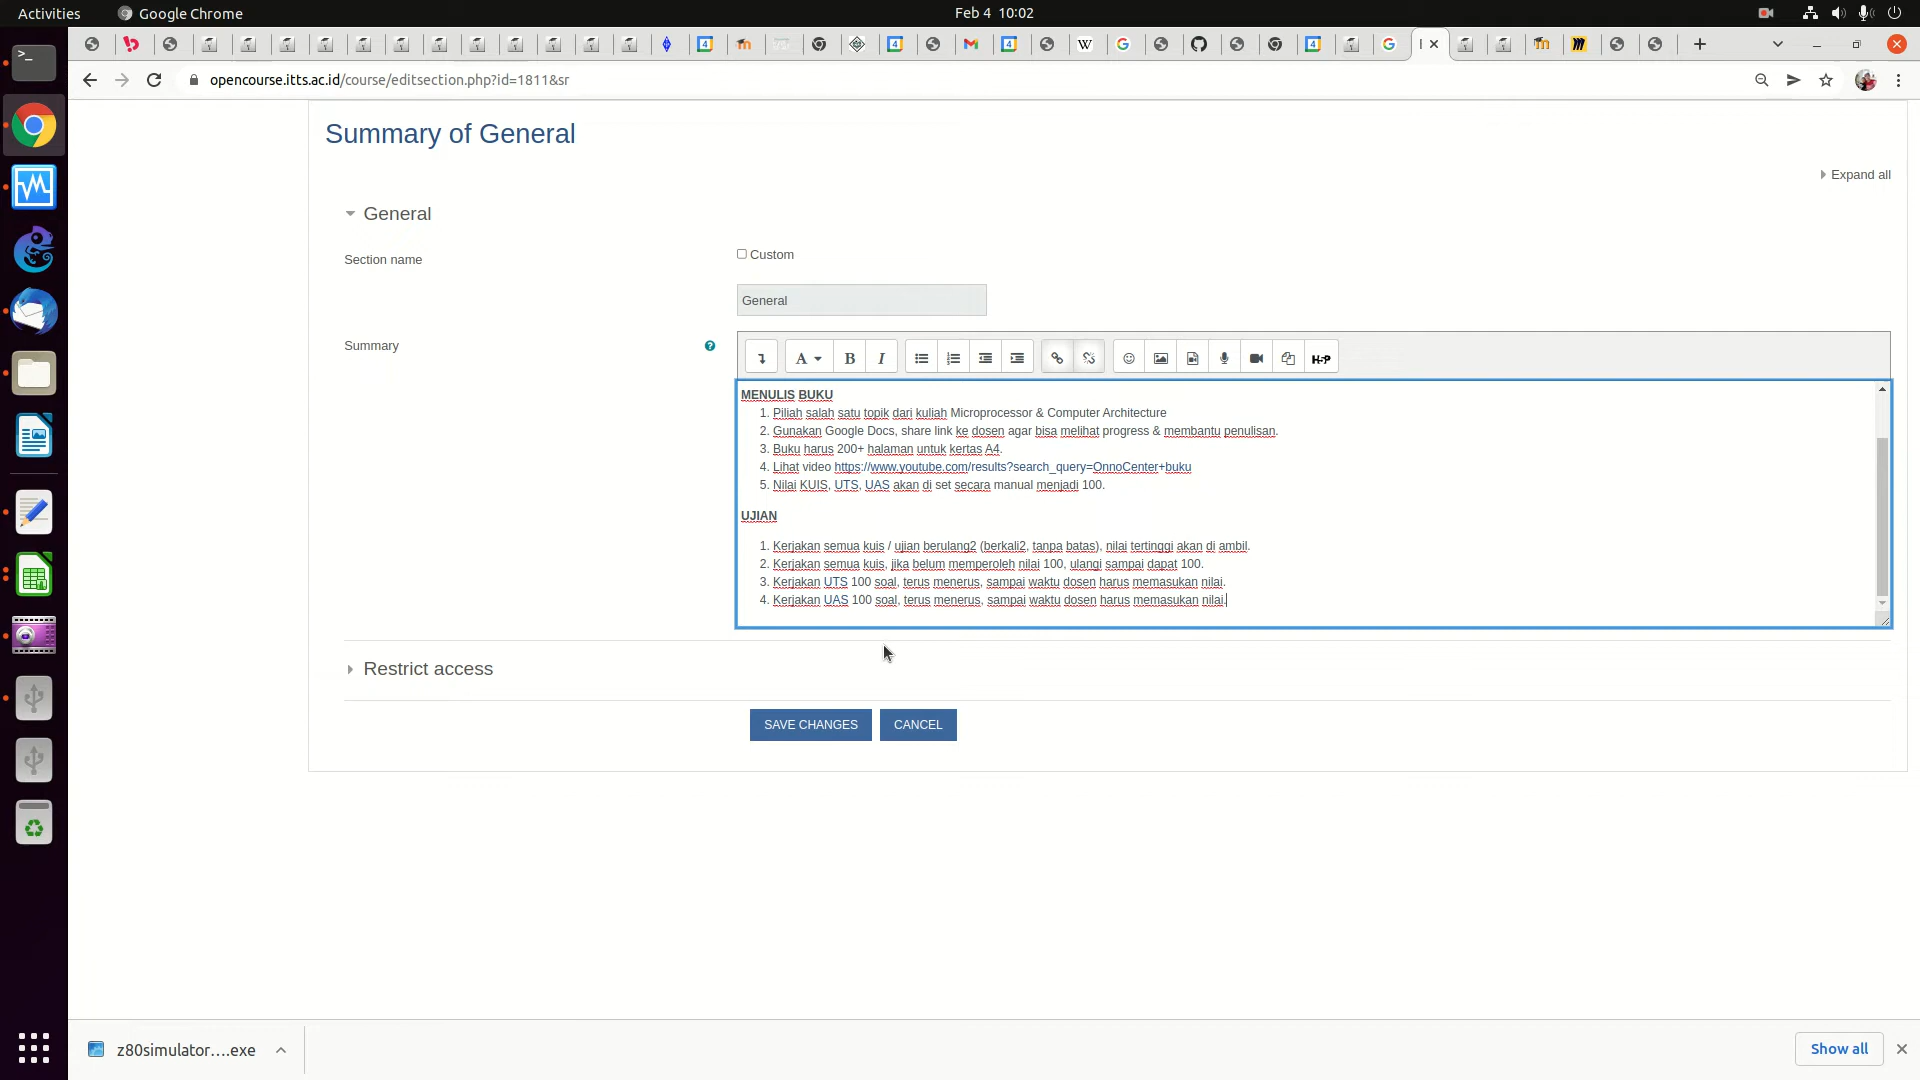 Activities
Google Chrome
Feb 4 10:02
opencourse.itts.ac.id/course/editsection.php?id=1811&sr
Summary of General
Expand all
General
Section name
Custom
General
Summary
A
B
I
H-P
MENULIS BUKU
1. Piliah salah satu topik dari kuliah Microprocessor & Computer Architecture
2. Gunakan Google Docs, share link ke dosen agar bisa melihat progress & membantu penulisan.
3. Buku harus 200+ halaman untuk kertas A4.
4. Lihat video https://www.youtube.com/results?search_query=OnnoCenter+buku
5. Nilai KUIS, UTS, UAS akan di set secara manual menjadi 100.
UJIAN
1. Kerjakan semua kuis / ujian berulang2 (berkali2, tanpa batas), nilai tertinggi akan di ambil.
2. Kerjakan semua kuis, jika belum memperoleh nilai 100, ulangi sampai dapat 100.
3. Kerjakan UTS 100 soal, terus menerus, sampai waktu dosen harus memasukan nilai.
4. Kerjakan UAS 100 soal, terus menerus, sampai waktu dosen harus memasukan nilai.
Restrict access
SAVE CHANGES
CANCEL
z80simulator....exe
Show all